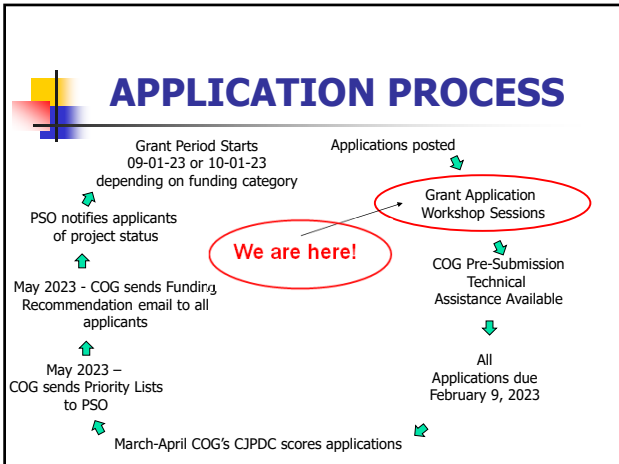 APPLICATION PROCESS
Applications posted
Grant Application
Workshop Sessions
We are here!
COG Pre-Submission
Technical
Assistance Available
All
Applications due
February 9, 2023
March-April COG's CJPDC scores applications
May 2023 –
COG sends Priority Lists
to PSO
May 2023 - COG sends Funding
Recommendation email to all
applicants
PSO notifies applicants
of project status
Grant Period Starts
09-01-23 or 10-01-23
depending on funding category